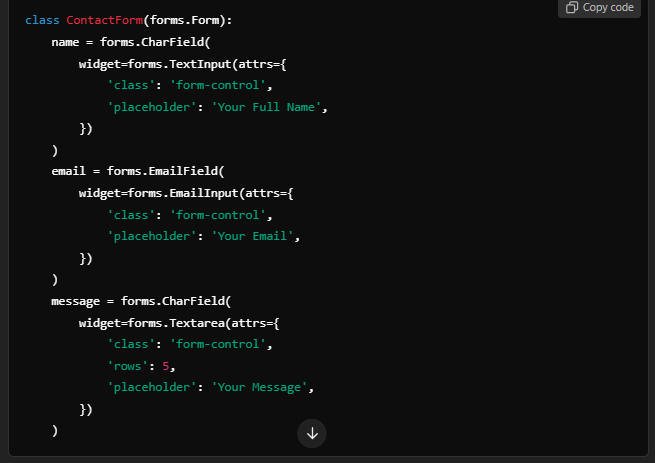 Copy code
class ContactForm(forms.Form):
    name = forms.CharField(
        widget=forms.TextInput(attrs={
            'class': 'form-control',
            'placeholder': 'Your Full Name',
        })
    )
    email = forms.EmailField(
        widget=forms.EmailInput(attrs={
            'class': 'form-control',
            'placeholder': 'Your Email',
        })
    )
    message = forms.CharField(
        widget=forms.Textarea(attrs={
            'class': 'form-control',
            'rows': 5,
            'placeholder': 'Your Message',
        })
    )